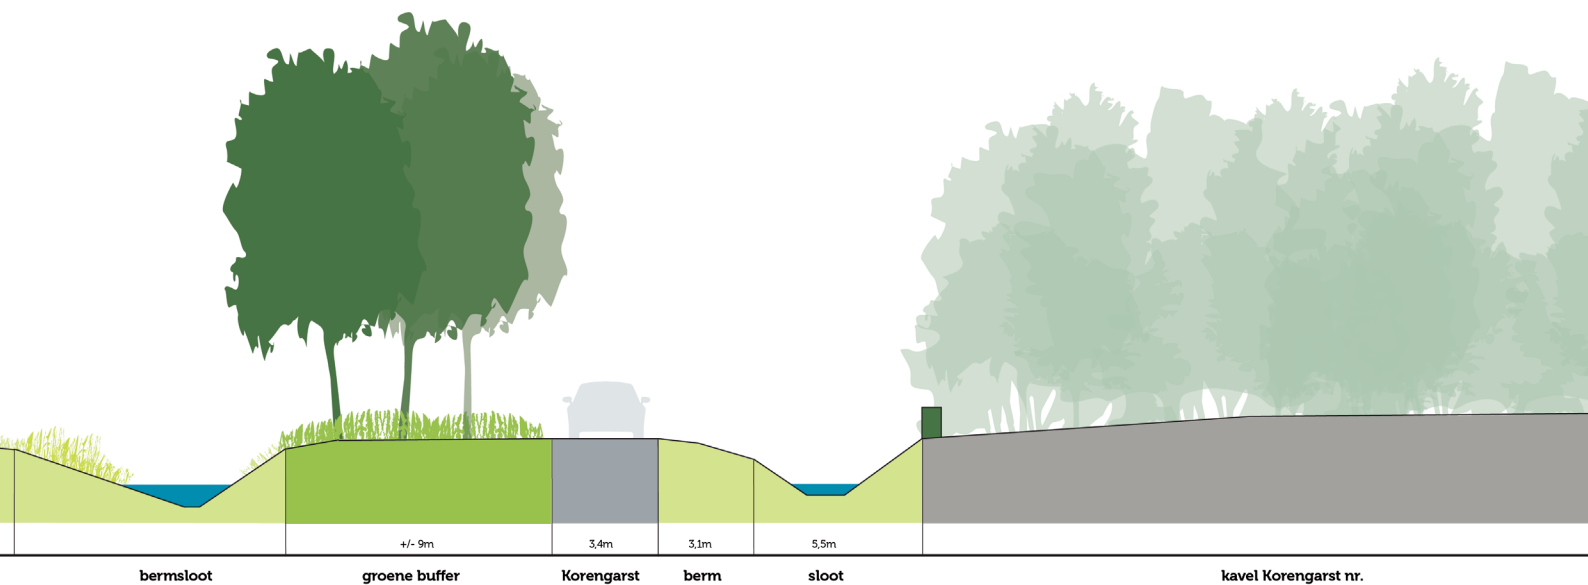 +/- 9m 3,4m 3,1m 5,5m
bermsloot groene buffer Korengarst berm sloot kavel Korengarst nr.